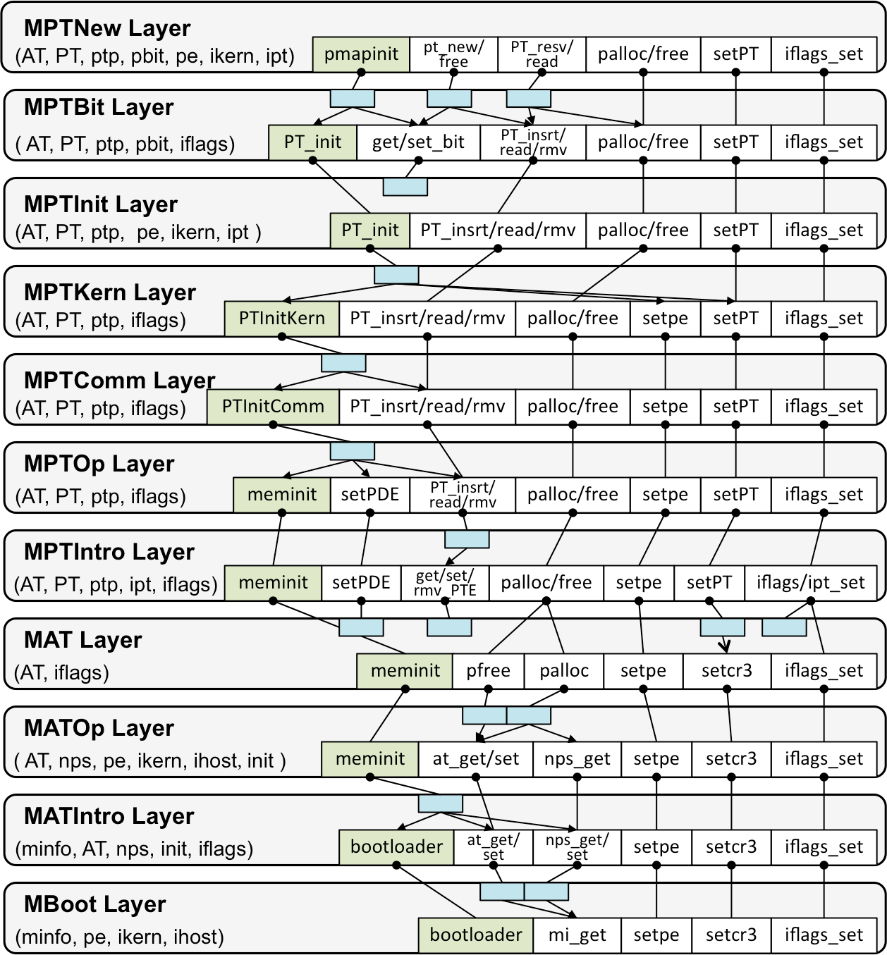 MPTNew Layer
(AT, PT, ptp, pbit, pe, ikern, ipt)
pmapinit
pt_new/
free
PT_resv/
read
palloc/free
setPT
iflags_set
MPTBit Layer
( AT, PT, ptp, pbit, iflags)
PT_init
get/set_bit
PT_insrt/
read/rmv
palloc/free
setPT
iflags_set
MPTInit Layer
(AT, PT, ptp, pe, ikern, ipt )
PT_init
PT_insrt/read/rmv
palloc/free
setPT
iflags_set
MPTKern Layer
(AT, PT, ptp, iflags)
PTInitKern
PT_insrt/read/rmv
palloc/free
setpe
setPT
iflags_set
MPTComm Layer
(AT, PT, ptp, iflags)
PTInitComm
PT_insrt/read/rmv
palloc/free
setpe
setPT
iflags_set
MPTOp Layer
(AT, PT, ptp, iflags)
meminit
setPDE
PT_insrt/
read/rmv
palloc/free
setpe
setPT
iflags_set
MPTIntro Layer
(AT, PT, ptp, ipt, iflags)
meminit
setPDE
get/set/
rmv_PTE
palloc/free
setpe
setPT
iflags/ipt_set
MAT Layer
(AT, iflags)
meminit
pfree
palloc
setpe
setcr3
iflags_set
MATOp Layer
( AT, nps, pe, ikern, ihost, init )
meminit
at_get/set
nps_get
setpe
setcr3
iflags_set
MATIntro Layer
(minfo, AT, nps, init, iflags)
bootloader
at_get/
set
nps_get/
set
setpe
setcr3
iflags_set
MBoot Layer
(minfo, pe, ikern, ihost)
bootloader
mi_get
setpe
setcr3
iflags_set